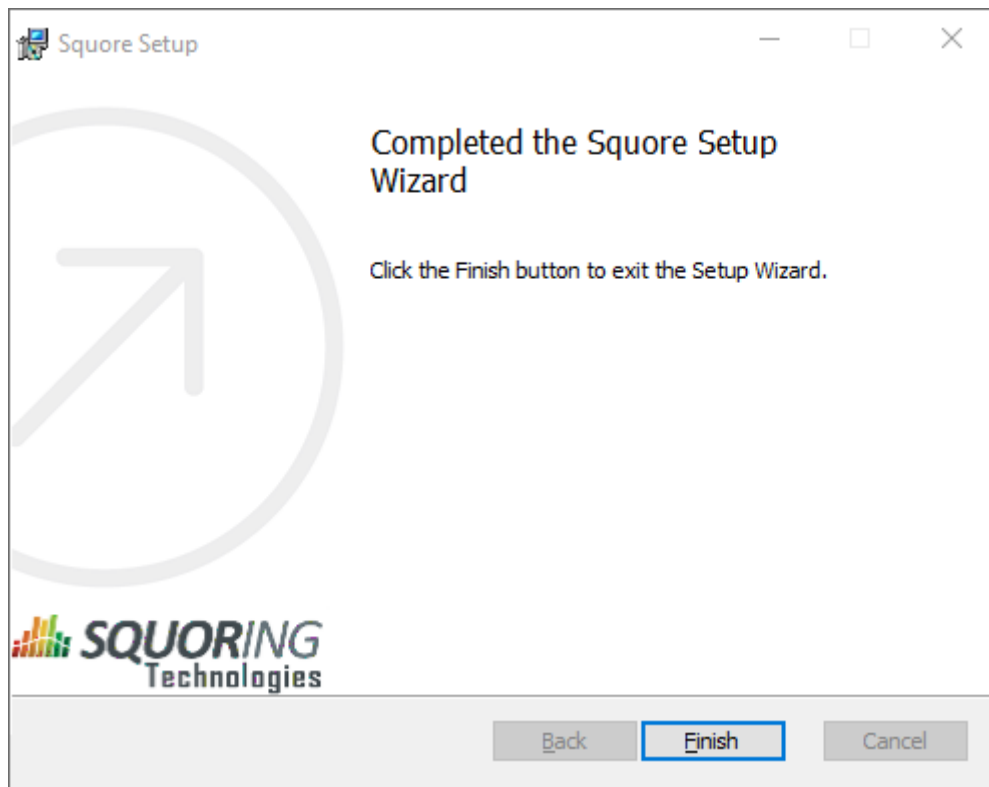 Squore Setup
Completed the Squore Setup
Wizard
Click the Finish button to exit the Setup Wizard.
SQUORING
Technologies
Back
Finish
Cancel